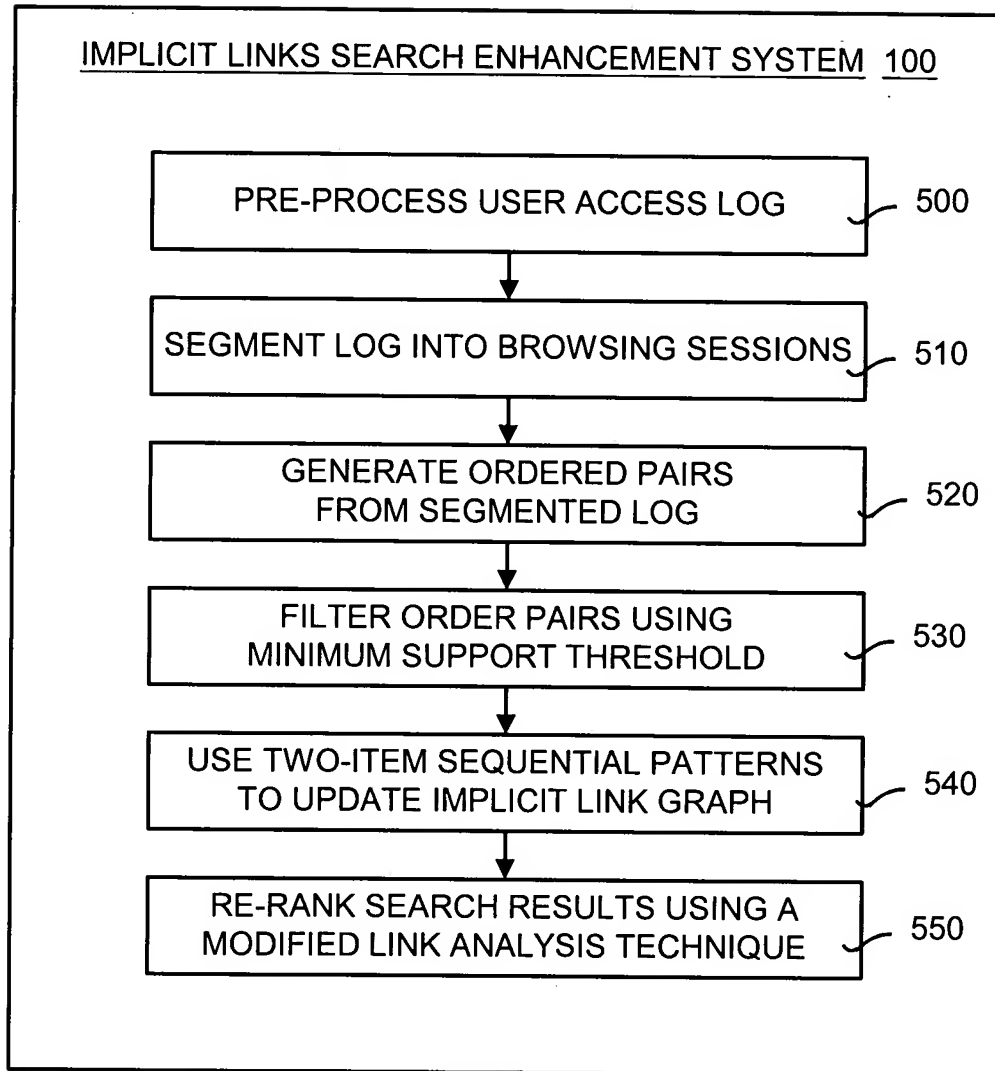 IMPLICIT LINKS SEARCH ENHANCEMENT SYSTEM 100
PRE-PROCESS USER ACCESS LOG
500
SEGMENT LOG INTO BROWSING SESSIONS
510
GENERATE ORDERED PAIRS
FROM SEGMENTED LOG
520
FILTER ORDER PAIRS USING
MINIMUM SUPPORT THRESHOLD
530
USE TWO-ITEM SEQUENTIAL PATTERNS
TO UPDATE IMPLICIT LINK GRAPH
540
RE-RANK SEARCH RESULTS USING A
MODIFIED LINK ANALYSIS TECHNIQUE
550